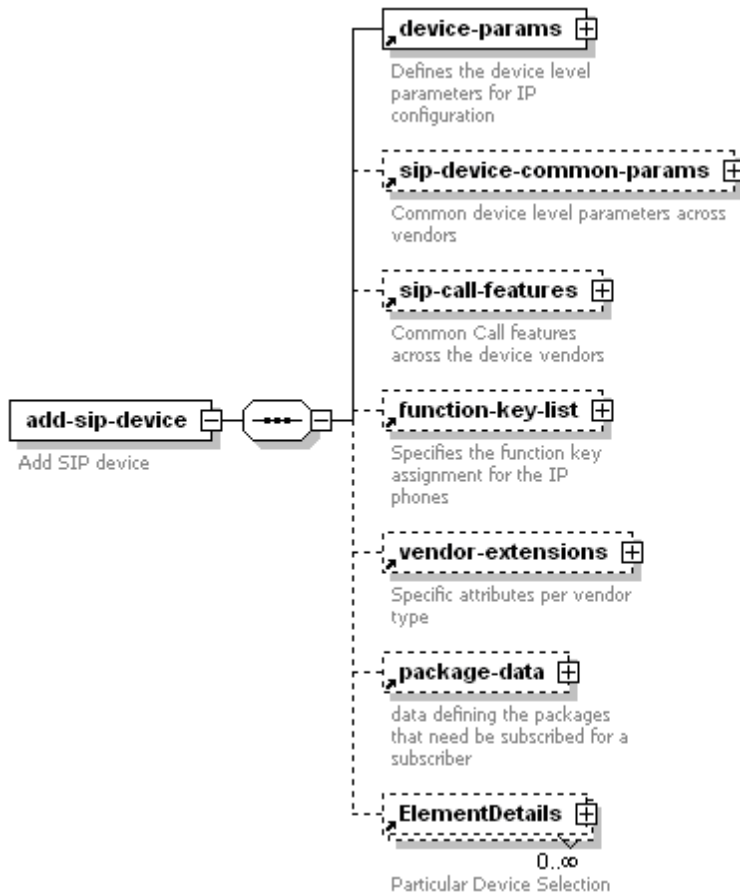 device-params
Defines the device level
parameters for IP
configuration
sip-device-common-params
Common device level parameters across
vendors
sip-call-features
Common Call features
across the device vendors
add-sip-device
Add SIP device
function-key-list
Specifies the function key
assignment for the IP
phones
vendor-extensions
Specific attributes per vendor
type
package-data
data defining the packages
that need be subscribed for a
subscriber
ElementDetails
0..∞
Particular Device Selection